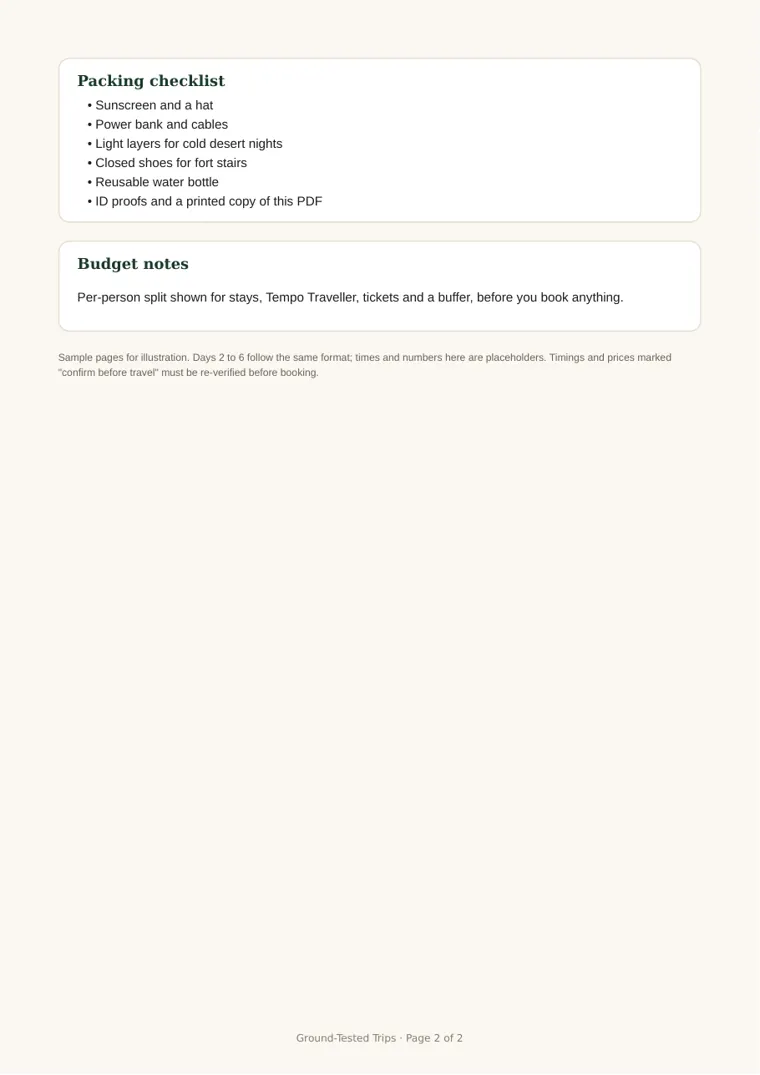 Packing checklist
• Sunscreen and a hat
• Power bank and cables
• Light layers for cold desert nights
• Closed shoes for fort stairs
• Reusable water bottle
• ID proofs and a printed copy of this PDF
Budget notes
Per-person split shown for stays, Tempo Traveller, tickets and a buffer, before you book anything.
Sample pages for illustration. Days 2 to 6 follow the same format; times and numbers here are placeholders. Timings and prices marked
"confirm before travel" must be re-verified before booking.
Ground-Tested Trips · Page 2 of 2